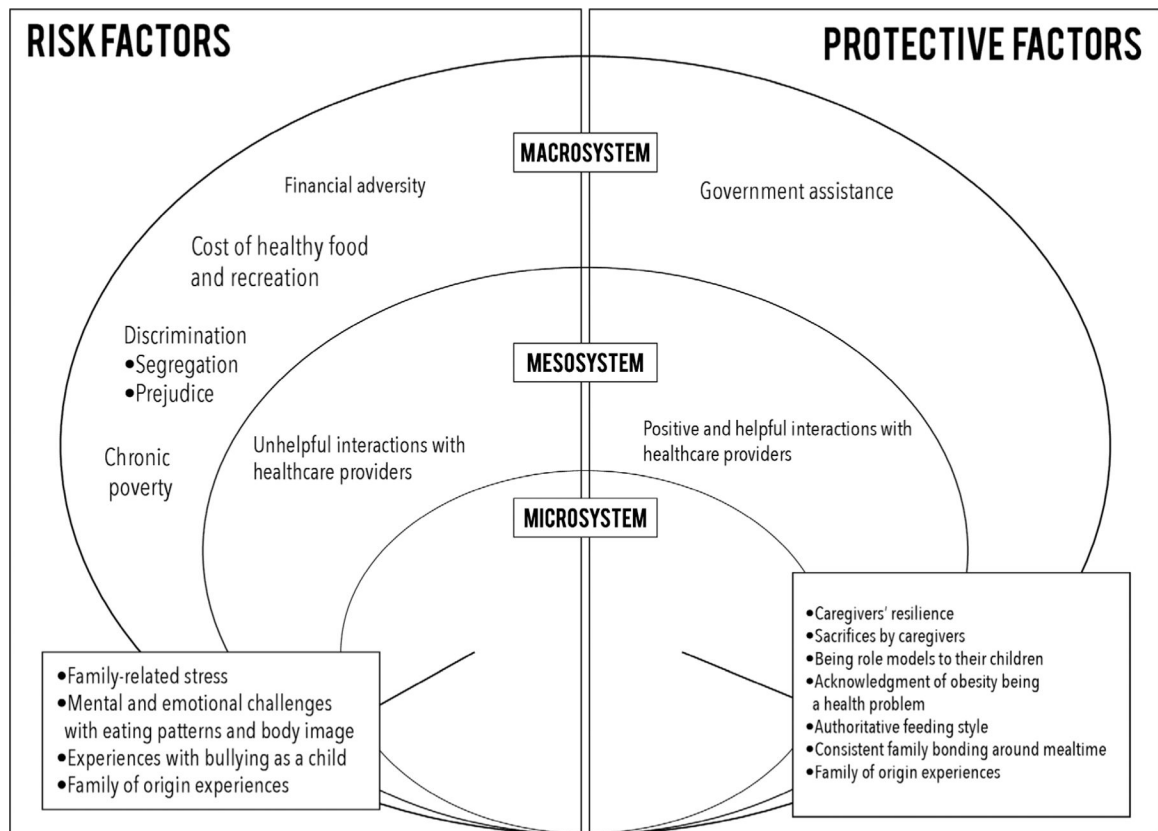 RISK FACTORS
PROTECTIVE FACTORS
MACROSYSTEM
Financial adversity
Government assistance
Cost of healthy food
and recreation
Discrimination
•Segregation
•Prejudice
MESOSYSTEM
Chronic
poverty
Unhelpful interactions with
healthcare providers
Positive and helpful interactions with
healthcare providers
MICROSYSTEM
•Family-related stress
•Mental and emotional challenges
with eating patterns and body image
•Experiences with bullying as a child
•Family of origin experiences
•Caregivers' resilience
•Sacrifices by caregivers
•Being role models to their children
•Acknowledgment of obesity being
a health problem
•Authoritative feeding style
•Consistent family bonding around mealtime
•Family of origin experiences